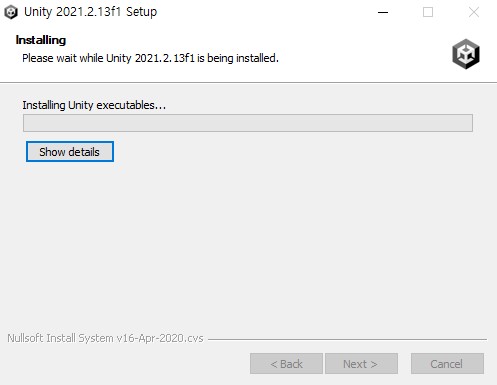 Unity 2021.2.13f1 Setup
Installing
Please wait while Unity 2021.2.13f1 is being installed.
Installing Unity executables...
Show details
Nullsoft Install System v16-Apr-2020.cvs
< Back
Next >
Cancel